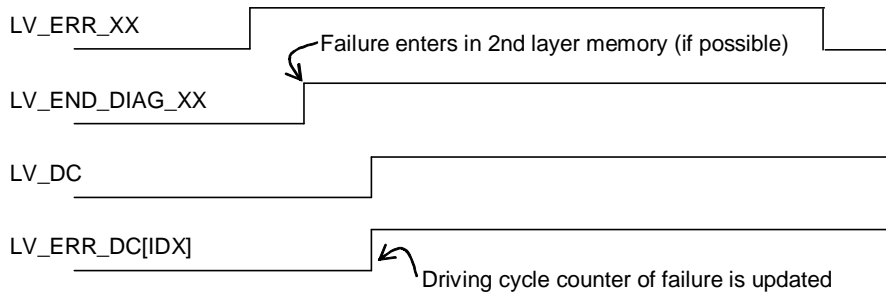 LV_ERR_XX
Failure enters in 2nd layer memory (if possible)
LV_END_DIAG_XX
LV_DC
LV_ERR_DC[IDX]
Driving cycle counter of failure is updated